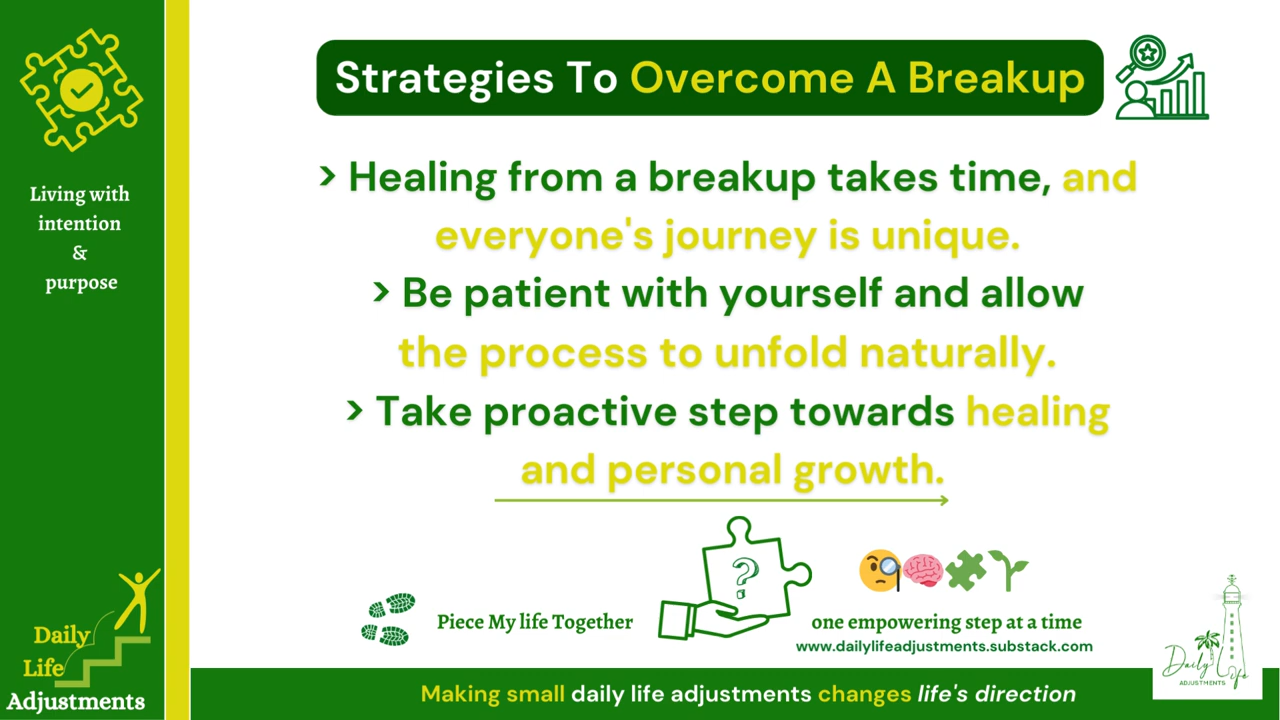 Strategies To Overcome A Breakup
Living with
intention
&
purpose
> Healing from a breakup takes time, and
everyone's journey is unique.
> Be patient with yourself and allow
the process to unfold naturally.
> Take proactive step towards healing
and personal growth.
?
Piece My life Together
one empowering step at a time
www.dailylifeadjustments.substack.com
Daily
Life
Adjustments
Making small daily life adjustments changes life's direction
Daily Life
ADJUSTMENTS